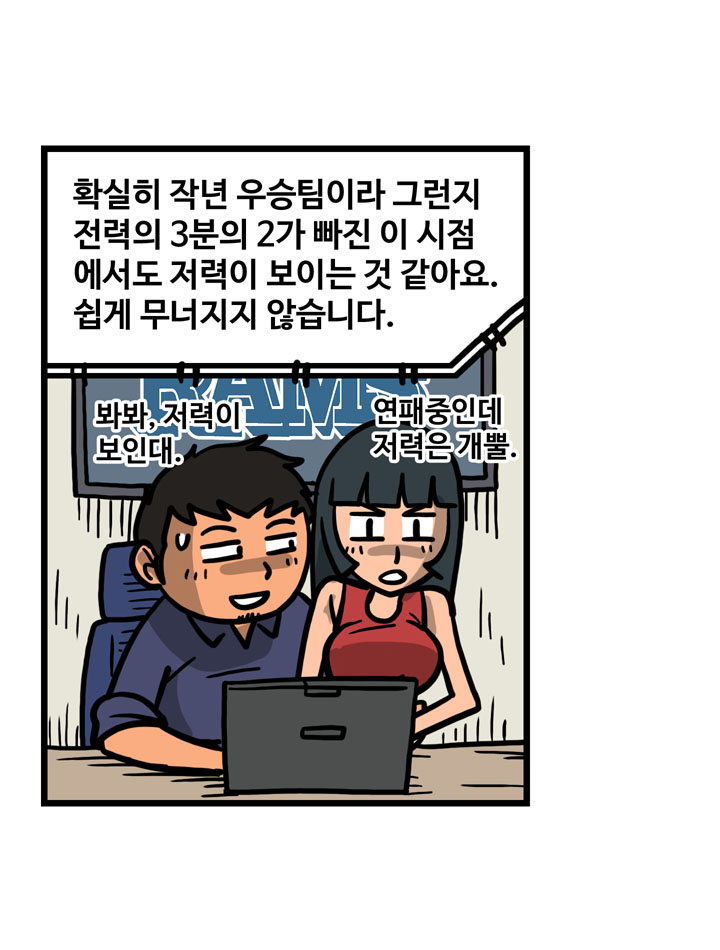 확실히 작년 우승팀이라 그런지
전력의 3분의 2가 빠진 이 시점
에서도 저력이 보이는 것 같아요.
쉽게 무너지지 않습니다.
RAMS
봐봐, 저력이
보인대.
연패중인데
저력은 개뿔.